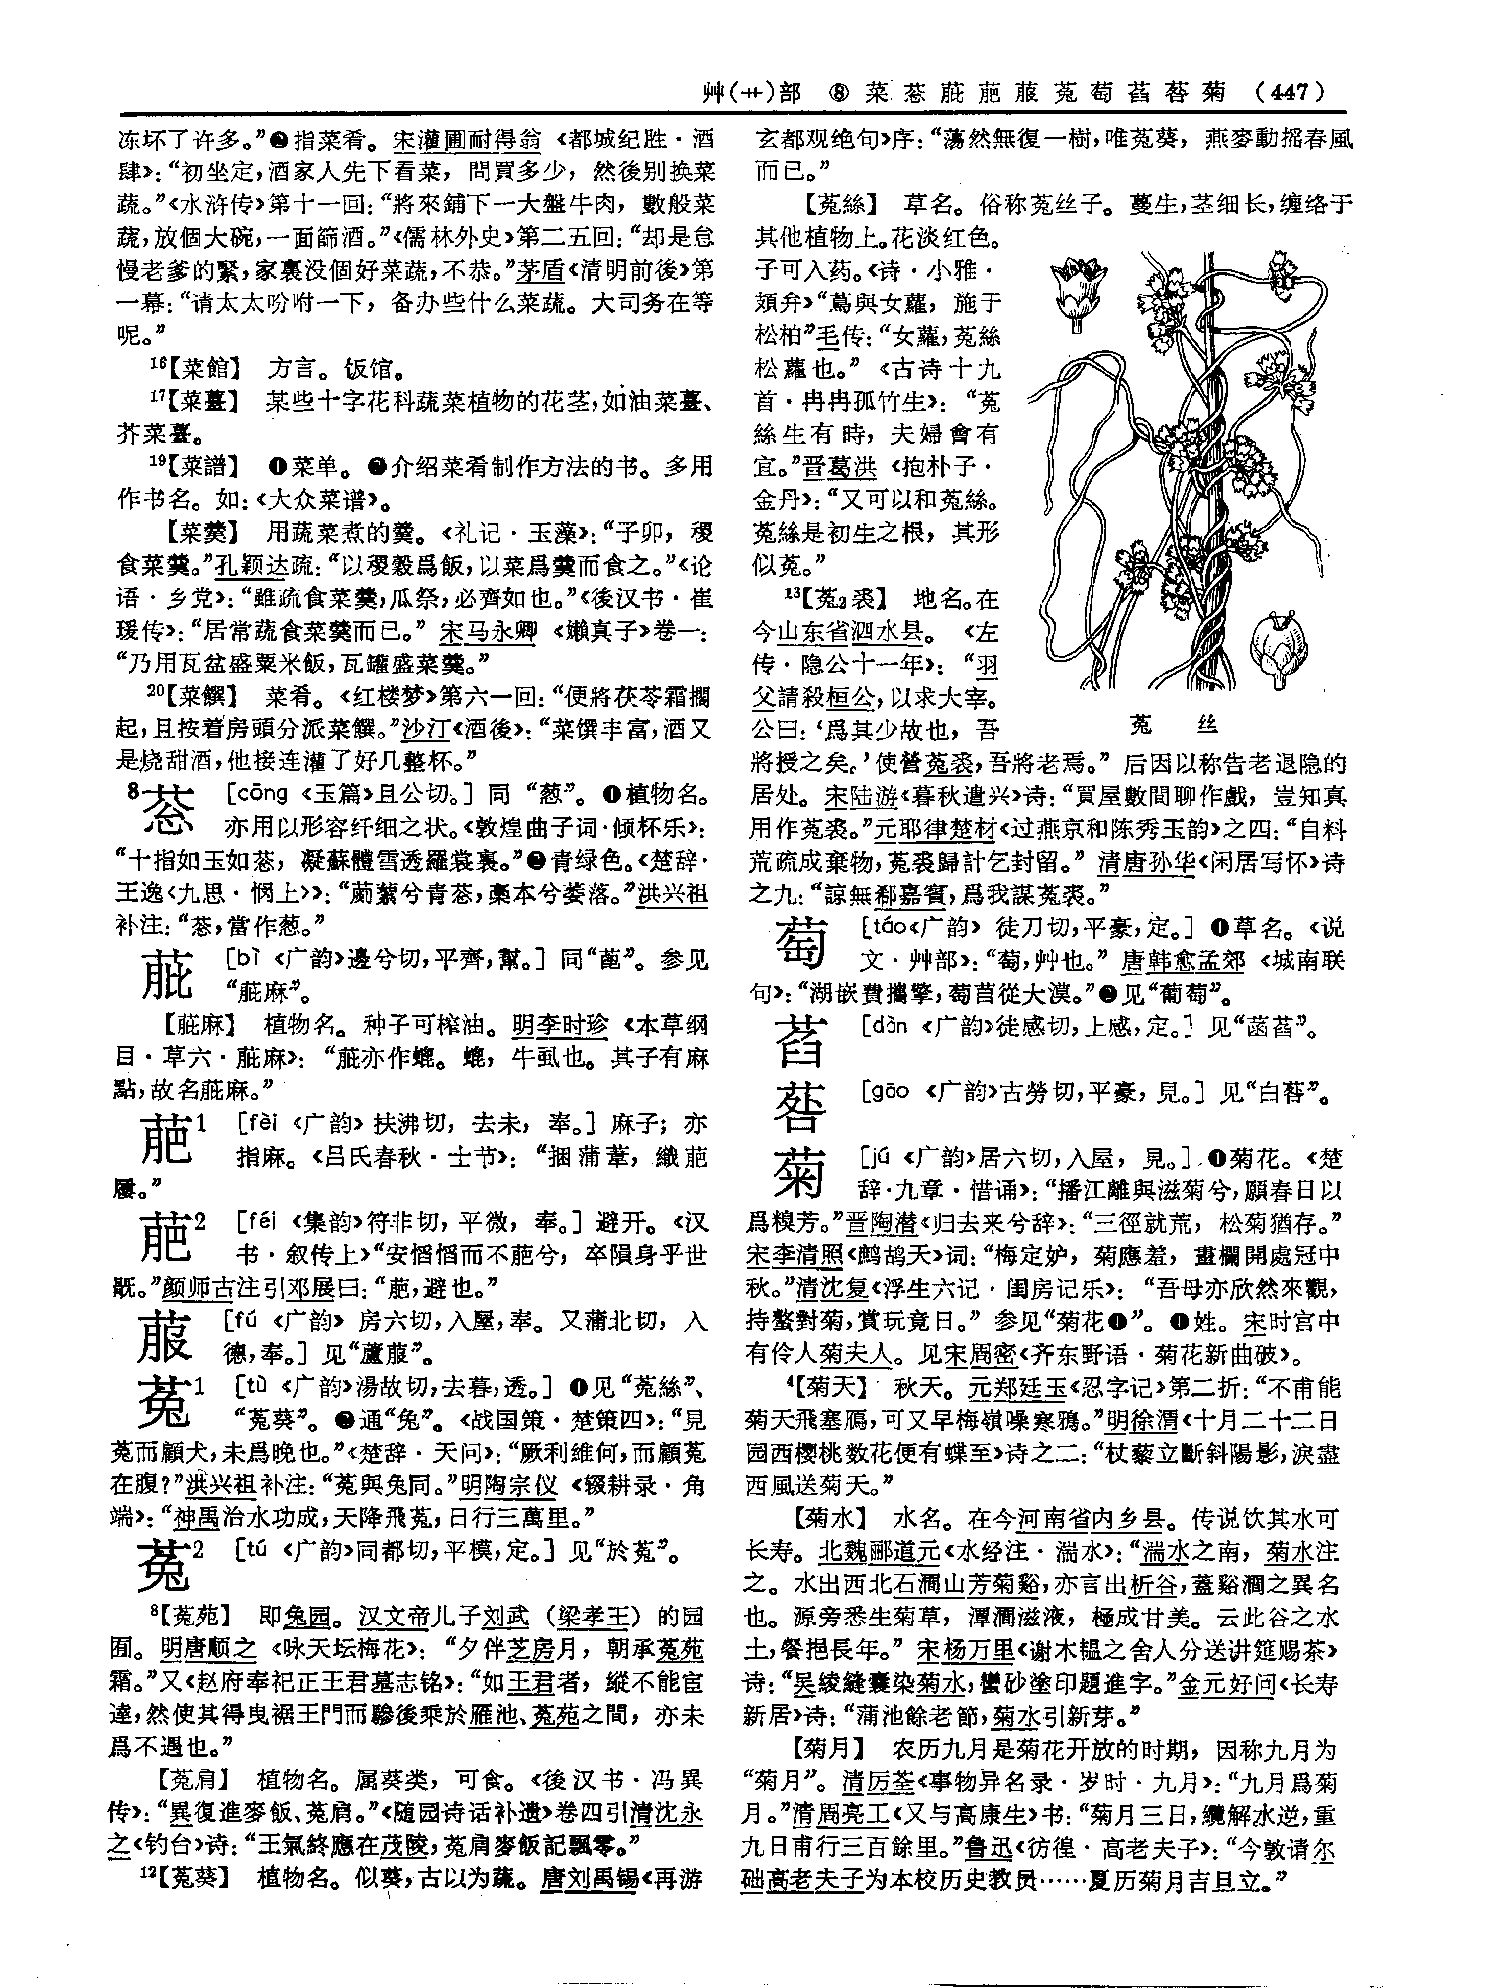 艸(艹)部 ⑧ 菜 菍 蓖 萉 菔 菟 萄 萏 䓘 菊 (447)
冻坏了许多。”❷指菜肴。宋灌圃耐得翁《都城纪胜·酒
肆》：“初坐定，酒家人先下看菜，問買多少，然後别换菜
蔬。”《水浒传》第十一回：“將來鋪下一大盤牛肉，數般菜
蔬，放個大碗，一面篩酒。”《儒林外史》第二五回：“却是怠
慢老爹的緊，家裏没個好菜蔬，不恭。”茅盾《清明前後》第
一幕：“请太太吩咐一下，备办些什么菜蔬。大司务在等
呢。”
16【菜館】 方言。饭馆。
17【菜薹】 某些十字花科蔬菜植物的花茎，如油菜薹、
芥菜薹。
19【菜譜】 ❶菜单。❷介绍菜肴制作方法的书。多用
作书名。如：《大众菜谱》。
【菜羹】 用蔬菜煮的羹。《礼记·玉藻》：“子卯，稷
食菜羹。”孔颖达疏：“以稷穀爲飯，以菜爲羹而食之。”《论
语·乡党》：“雖疏食菜羹，瓜祭，必齊如也。”《後汉书·崔
瑗传》：“居常蔬食菜羹而已。”宋马永卿《嬾真子》卷一：
“乃用瓦盆盛粟米飯，瓦罐盛菜羹。”
20【菜饌】 菜肴。《红楼梦》第六一回：“便將茯苓霜擱
起，且按着房頭分派菜饌。”沙汀《酒後》：“菜馔丰富，酒又
是烧甜酒，他接连灌了好几整杯。”
8 菍 [cōng《玉篇》且公切。] 同“葱”。❶植物名。
亦用以形容纤细之状。《敦煌曲子词·倾杯乐》：
“十指如玉如菍，凝蘇體雪透羅裳裏。”❷青绿色。《楚辞·
王逸〈九思·悯上〉》：“蘮蘩兮青菍，槀本兮萎落。”洪兴祖
补注：“菍，當作葱。”
[bì《广韵》邊兮切，平齊，幫。] 同“蓖”。参见
麻”。
麻】 植物名。种子可榨油。明李时珍《本草纲
目·草六· 麻》：“ 亦作螕。螕，牛虱也。其子有麻
點，故名 麻。”
萉1 [fèi《广韵》扶沸切，去未，奉。] 麻子；亦
指麻。《吕氏春秋·士节》：“捆蒲葦，織萉
屨。”
萉2 [féi《集韵》符非切，平微，奉。] 避开。《汉
书·叙传上》“安慆慆而不萉兮，卒隕身乎世
既。”颜师古注引邓展曰：“萉，避也。”
菔 [fú《广韵》房六切，入屋，奉。又蒲北切，入
德，奉。] 见“蘆菔”。
菟1 [tù《广韵》湯故切，去暮，透。] ❶见“菟絲”、
“菟葵”。❷通“兔”。《战国策·楚策四》：“見
菟而顧犬，未爲晚也。”《楚辞·天问》：“厥利維何，而顧菟
在腹？”洪兴祖补注：“菟與兔同。”明陶宗仪《辍耕录·角
端》：“神禹治水功成，天降飛菟，日行三萬里。”
菟2 [tú《广韵》同都切，平模，定。] 见“於菟”。
8【菟苑】 即兔园。汉文帝儿子刘武（梁孝王）的园
囿。明唐顺之《咏天坛梅花》：“夕伴芝房月，朝承菟苑
霜。”又《赵府奉祀正王君墓志铭》：“如王君者，縱不能宦
達，然使其得曳裾王門而驂後乘於雁池、菟苑之間，亦未
爲不遇也。”
【菟肩】 植物名。属葵类，可食。《後汉书·冯異
传》：“異復進麥飯、菟肩。”《随园诗话补遗》卷四引清沈永
之《钓台》诗：“王氣終應在茂陵，菟肩麥飯記飄零。”
12【菟葵】 植物名。似葵，古以为蔬。唐刘禹锡《再游
玄都观绝句》序：“蕩然無復一樹，唯菟葵，燕麥動摇春風
而已。”
【菟絲】 草名。俗称菟丝子。蔓生，茎细长，缠络于
其他植物上。花淡红色。
子可入药。《诗·小雅·
頍弁》“蔦與女蘿，施于
松柏”毛传：“女蘿，菟絲
松蘿也。”《古诗十九
首·冉冉孤竹生》：“菟
絲生有時，夫婦會有
宜。”晋葛洪《抱朴子·
金丹》：“又可以和菟絲。
菟絲是初生之根，其形
似菟。”
13【菟2裘】 地名。在
今山东省泗水县。《左
传·隐公十一年》：“羽
父請殺桓公，以求大宰。
公曰：‘爲其少故也，吾
將授之矣。’使營菟裘，吾將老焉。”后因以称告老退隐的
居处。宋陆游《暮秋遣兴》诗：“買屋數間聊作戲，豈知真
用作菟裘。”元耶律楚材《过燕京和陈秀玉韵》之四：“自料
荒疏成棄物，菟裘歸計乞封留。”清唐孙华《闲居写怀》诗
之九：“諒無郗嘉賓，爲我謀菟裘。”
菟 丝
萄 [táo《广韵》徒刀切，平豪，定。] ❶草名。《说
文·艸部》：“萄，艸也。”唐韩愈孟郊《城南联
句》：“湖嵌費攜擎，萄苜從大漠。”❷见“葡萄”。
萏 [dàn《广韵》徒感切，上感，定。] 见“菡萏”。
䓘 [gāo《广韵》古勞切，平豪，見。] 见“白䓘”。
菊 [jú《广韵》居六切，入屋，見。] ❶菊花。《楚
辞·九章·惜诵》：“播江離與滋菊兮，願春日以
爲糗芳。”晋陶潜《归去来兮辞》：“三徑就荒，松菊猶存。”
宋李清照《鹧鸪天》词：“梅定妒，菊應羞，畫欄開處冠中
秋。”清沈复《浮生六记·闺房记乐》：“吾母亦欣然來觀，
持螯對菊，賞玩竟日。”参见“菊花❶”。❶姓。宋时宫中
有伶人菊夫人。见宋周密《齐东野语·菊花新曲破》。
4【菊天】 秋天。元郑廷玉《忍字记》第二折：“不甫能
菊天飛塞鴈，可又早梅嶺噪寒鴉。”明徐渭《十月二十二日
园西樱桃数花便有蝶至》诗之二：“杖藜立斷斜陽影，淚盡
西風送菊天。”
【菊水】 水名。在今河南省内乡县。传说饮其水可
长寿。北魏郦道元《水经注·湍水》：“湍水之南，菊水注
之。水出西北石澗山芳菊谿，亦言出析谷，蓋谿澗之異名
也。源旁悉生菊草，潭澗滋液，極成甘美。云此谷之水
土，餐挹長年。”宋杨万里《谢木韫之舍人分送讲筵赐茶》
诗：“吴綾縫囊染菊水，蠻砂塗印題進字。”金元好问《长寿
新居》诗：“蒲池餘老節，菊水引新芽。”
【菊月】 农历九月是菊花开放的时期，因称九月为
“菊月”。清厉荃《事物异名录·岁时·九月》：“九月爲菊
月。”清周亮工《又与高康生》书：“菊月三日，纔解水逆，重
九日甫行三百餘里。”鲁迅《彷徨·高老夫子》：“今敦请尔
础高老夫子为本校历史教员……夏历菊月吉旦立。”